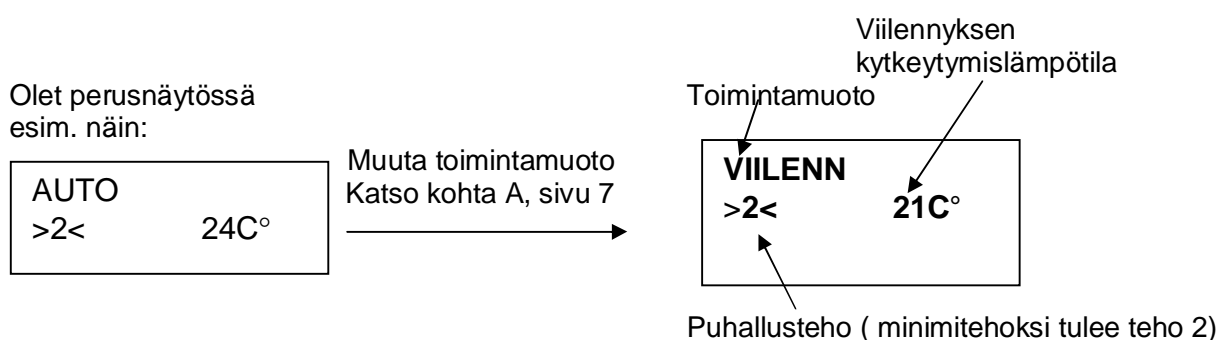 Viilennyksen
kytkeytymislämpötila
Olet perusnäytössä
esim. näin:
Toimintamuoto
Muuta toimintamuoto
Katso kohta A, sivu 7
AUTO
>2< 24C°
VIILENN
>2< 21C°
Puhallusteho ( minimitehoksi tulee teho 2)